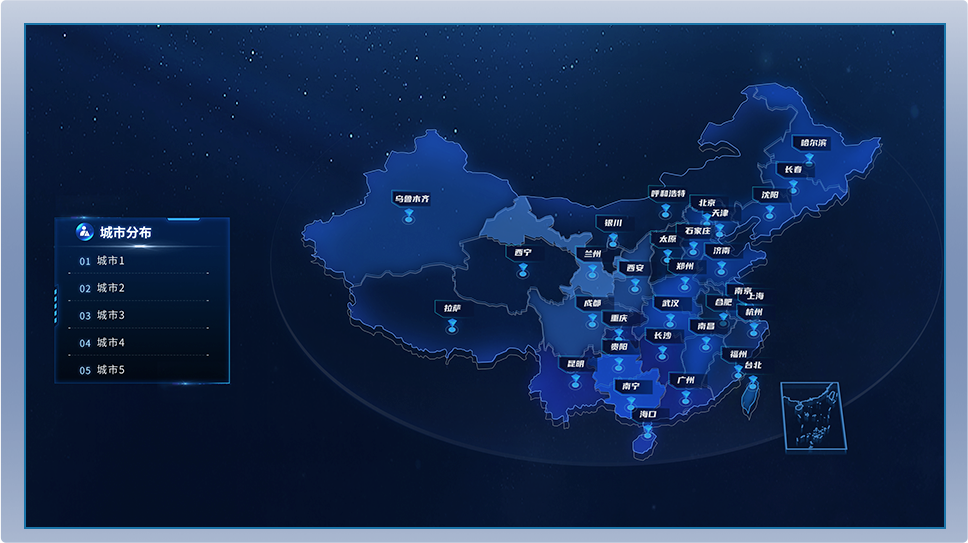 哈尔滨
长春
沈阳
呼和浩特
北京
天津
乌鲁木齐
银川
太原
石家庄
济南
西宁
兰州
西安
郑州
城市分布
01 城市1
02 城市2
03 城市3
04 城市4
05 城市5
拉萨
成都
重庆
武汉
合肥
南京
上海
杭州
长沙
南昌
贵阳
昆明
福州
台北
南宁
广州
海口